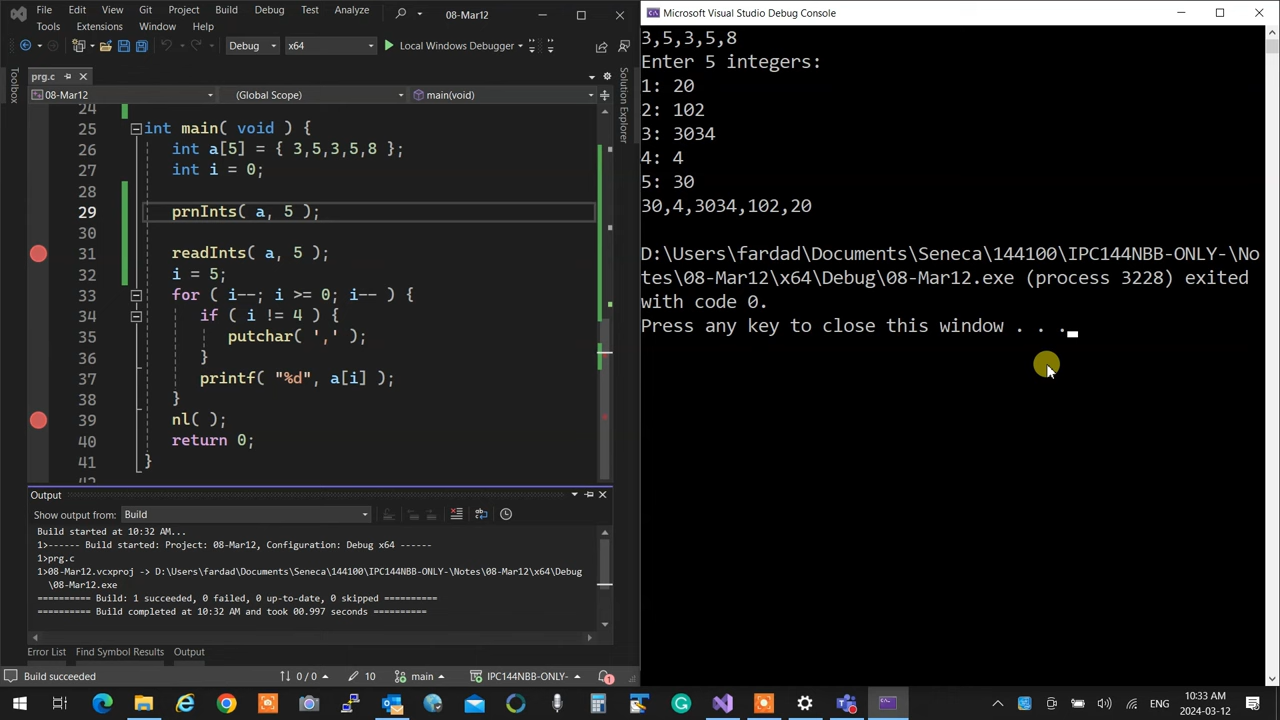 File Edit View Git Project Build Debug Test Analyze 08-Mar12
Tools Extensions Window Help
Debug x64 Local Windows Debugger
prg.c
08-Mar12 (Global Scope) main(void)
Toolbox
Solution Explorer
24
25 int main( void ) {
26 int a[5] = { 3,5,3,5,8 };
27 int i = 0;
28
29 prnInts( a, 5 );
30
31 readInts( a, 5 );
32 i = 5;
33 for ( i--; i >= 0; i-- ) {
34 if ( i != 4 ) {
35 putchar( ',' );
36 }
37 printf( "%d", a[i] );
38 }
39 nl( );
40 return 0;
41 }
42
Output
Show output from: Build
Build started at 10:32 AM...
1>------ Build started: Project: 08-Mar12, Configuration: Debug x64 ------
1>prg.c
1>08-Mar12.vcxproj -> D:\Users\fardad\Documents\Seneca\144100\IPC144NBB-ONLY-\Notes\08-Mar12\x64\Debug
\08-Mar12.exe
========== Build: 1 succeeded, 0 failed, 0 up-to-date, 0 skipped ==========
========== Build completed at 10:32 AM and took 00.997 seconds ==========
Error List Find Symbol Results Output
Build succeeded 0 / 0 10 main IPC144NBB-ONLY- 1
Microsoft Visual Studio Debug Console
3,5,3,5,8
Enter 5 integers:
1: 20
2: 102
3: 3034
4: 4
5: 30
30,4,3034,102,20
D:\Users\fardad\Documents\Seneca\144100\IPC144NBB-ONLY-\No
tes\08-Mar12\x64\Debug\08-Mar12.exe (process 3228) exited
with code 0.
Press any key to close this window . . .
ENG
10:33 AM
2024-03-12